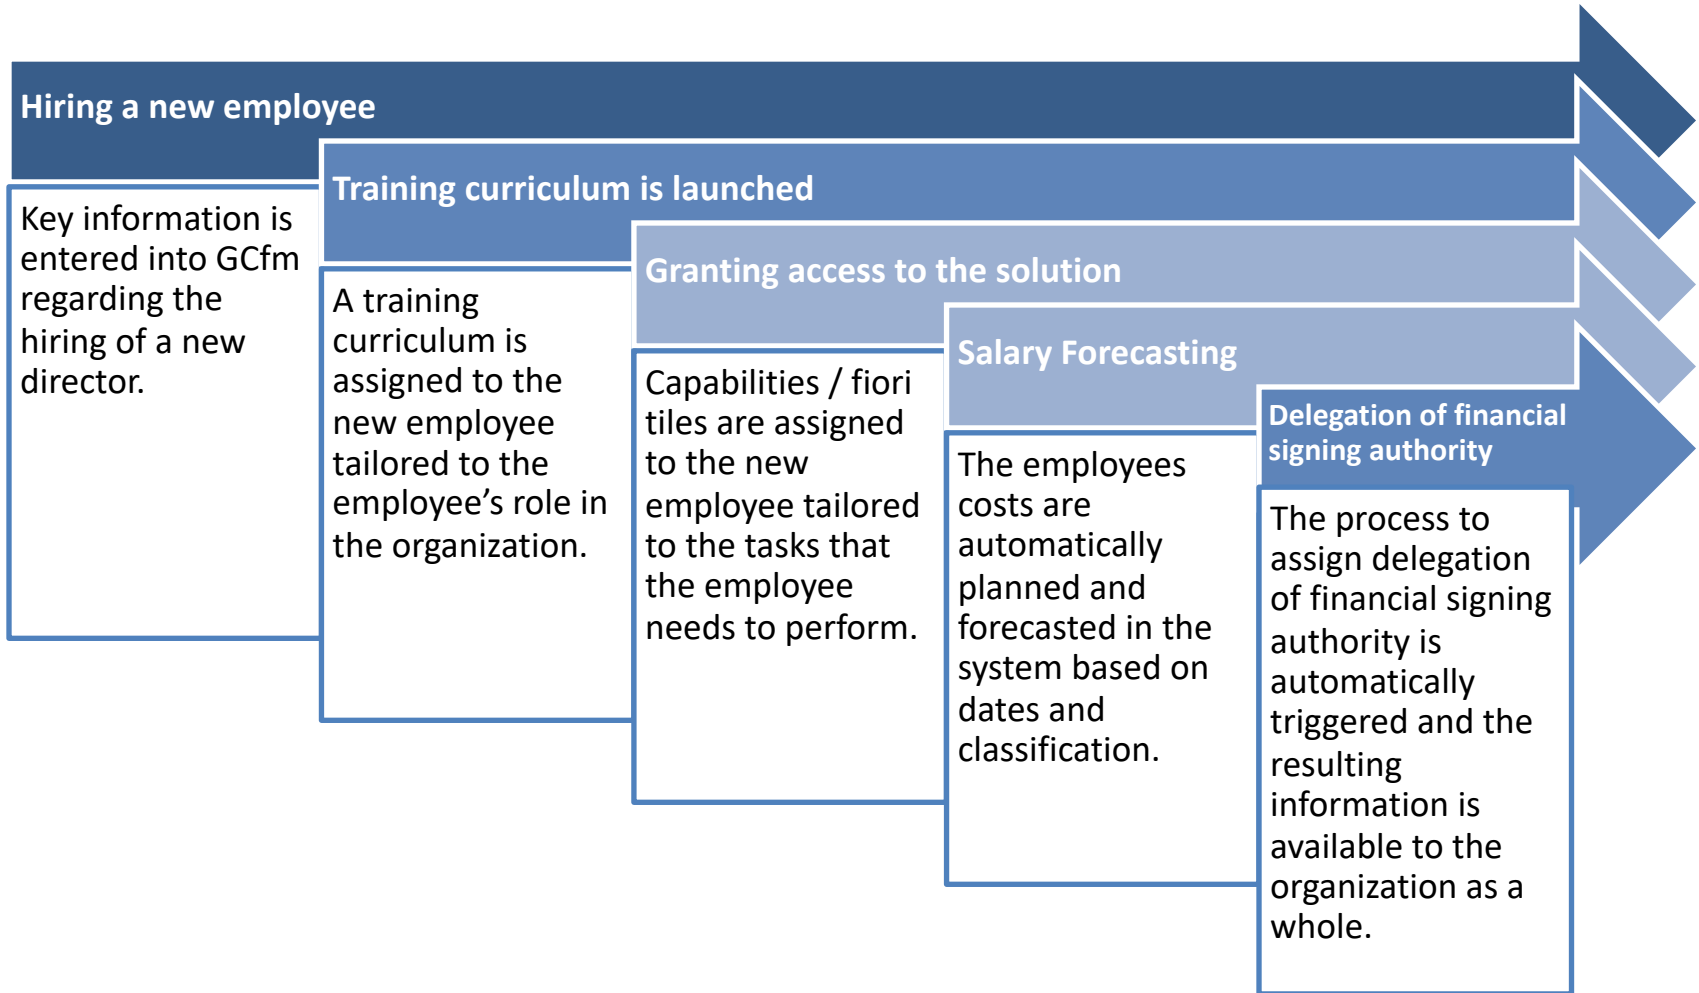 Hiring a new employee
Key information is
entered into GCfm
regarding the
hiring of a new
director.
Training curriculum is launched
A training
curriculum is
assigned to the
new employee
tailored to the
employee’s role in
the organization.
Granting access to the solution
Capabilities / fiori
tiles are assigned
to the new
employee tailored
to the tasks that
the employee
needs to perform.
Salary Forecasting
The employees
costs are
automatically
planned and
forecasted in the
system based on
dates and
classification.
Delegation of financial
signing authority
The process to
assign delegation
of financial signing
authority is
automatically
triggered and the
resulting
information is
available to the
organization as a
whole.